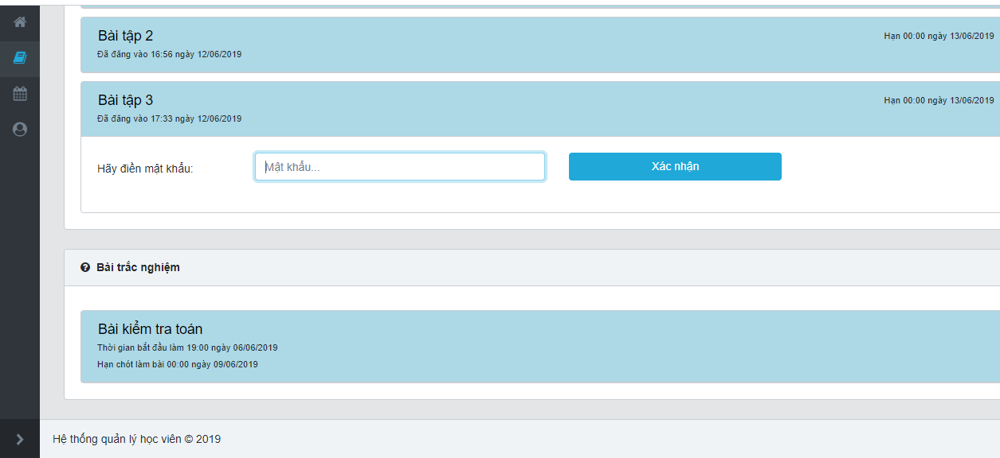 Bài tập 2
Hạn 00:00 ngày 13/06/2019
Đã đăng vào 16:56 ngày 12/06/2019
Bài tập 3
Hạn 00:00 ngày 13/06/2019
Đã đăng vào 17:33 ngày 12/06/2019
Hãy điền mật khẩu:
Mật khẩu...
Xác nhận
Bài trắc nghiệm
Bài kiểm tra toán
Thời gian bắt đầu làm 19:00 ngày 06/06/2019
Hạn chót làm bài 00:00 ngày 09/06/2019
Hệ thống quản lý học viên © 2019